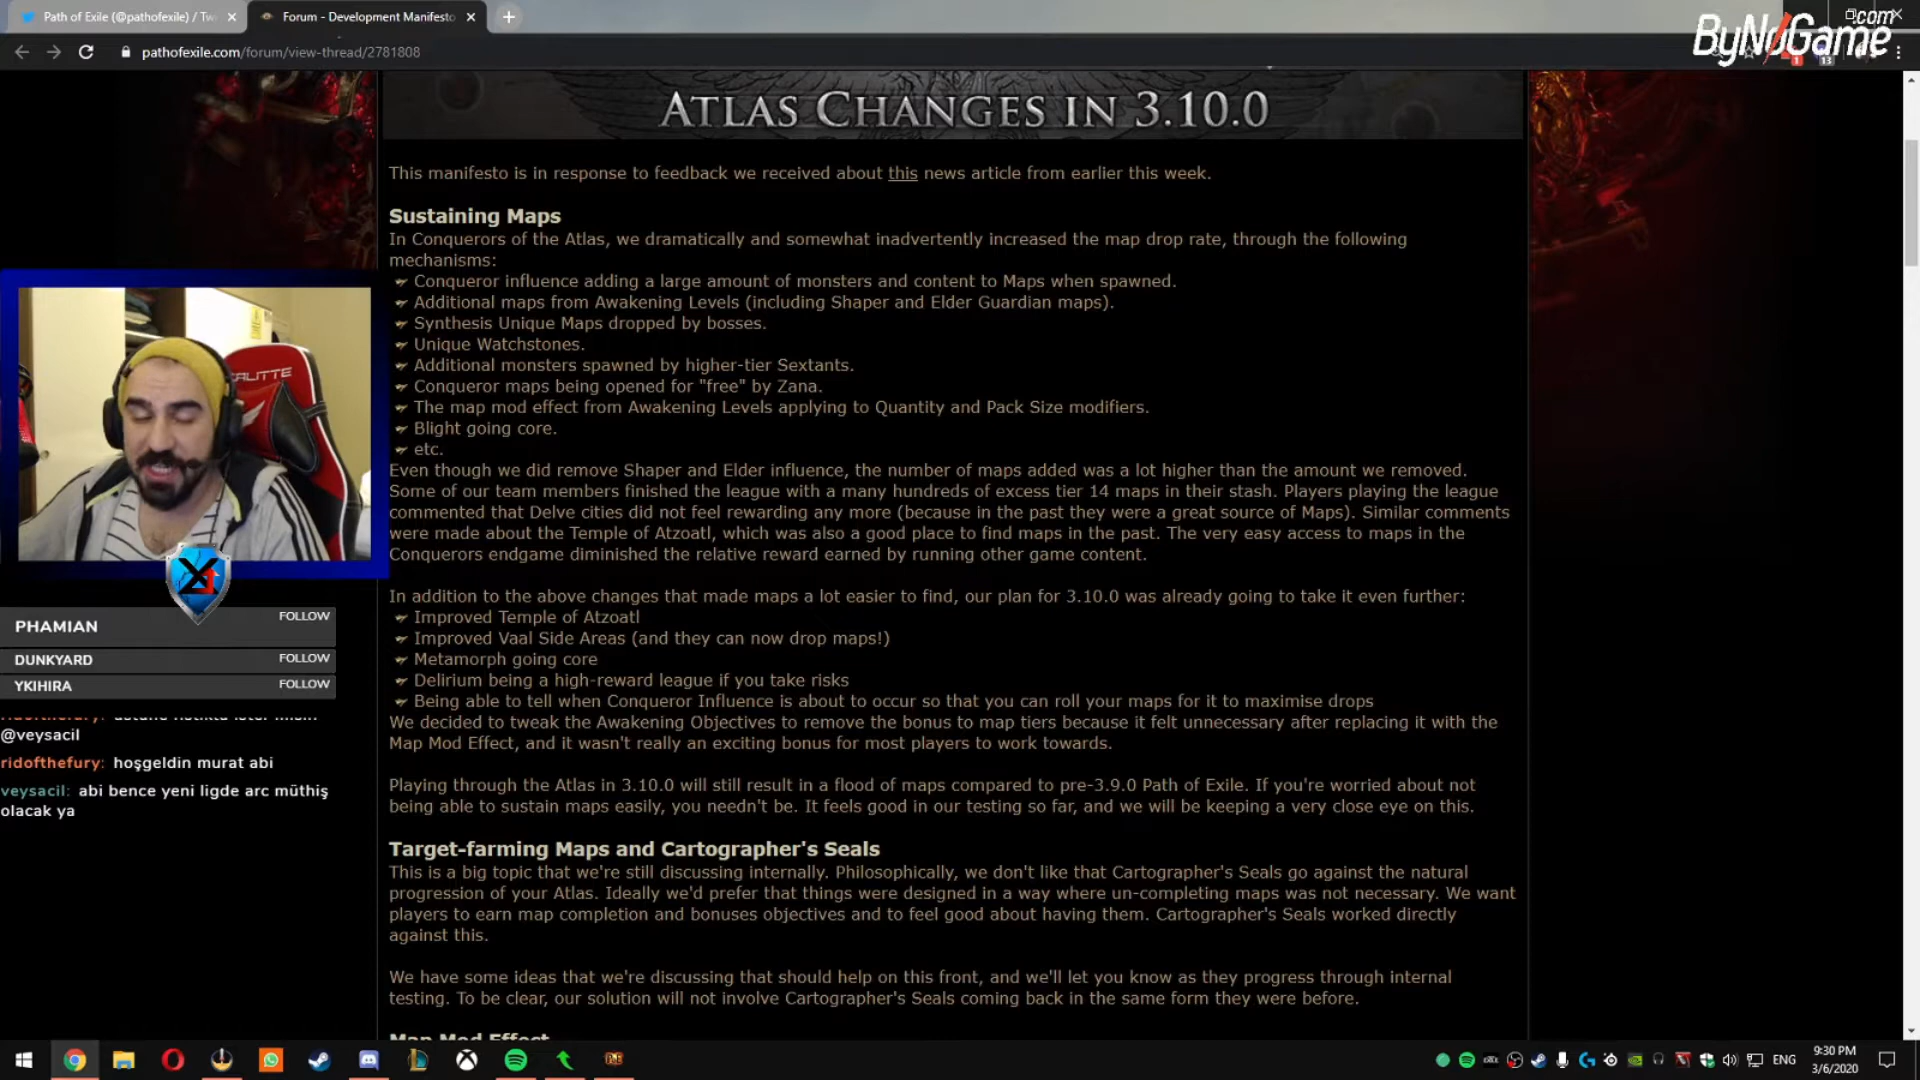 Path of Exile (@pathofexile) / Tw
Forum - Development Manifesto
ByNoGame.com
pathofexile.com/forum/view-thread/2781808
1
13
ATLAS CHANGES IN 3.10.0
This manifesto is in response to feedback we received about this news article from earlier this week.
Sustaining Maps
In Conquerors of the Atlas, we dramatically and somewhat inadvertently increased the map drop rate, through the following
mechanisms:
Conqueror influence adding a large amount of monsters and content to Maps when spawned.
Additional maps from Awakening Levels (including Shaper and Elder Guardian maps).
Synthesis Unique Maps dropped by bosses.
Unique Watchstones.
Additional monsters spawned by higher-tier Sextants.
Conqueror maps being opened for "free" by Zana.
The map mod effect from Awakening Levels applying to Quantity and Pack Size modifiers.
Blight going core.
etc.
Even though we did remove Shaper and Elder influence, the number of maps added was a lot higher than the amount we removed.
Some of our team members finished the league with a many hundreds of excess tier 14 maps in their stash. Players playing the league
commented that Delve cities did not feel rewarding any more (because in the past they were a great source of Maps). Similar comments
were made about the Temple of Atzoatl, which was also a good place to find maps in the past. The very easy access to maps in the
Conquerors endgame diminished the relative reward earned by running other game content.
In addition to the above changes that made maps a lot easier to find, our plan for 3.10.0 was already going to take it even further:
Improved Temple of Atzoatl
Improved Vaal Side Areas (and they can now drop maps!)
Metamorph going core
Delirium being a high-reward league if you take risks
Being able to tell when Conqueror Influence is about to occur so that you can roll your maps for it to maximise drops
We decided to tweak the Awakening Objectives to remove the bonus to map tiers because it felt unnecessary after replacing it with the
Map Mod Effect, and it wasn't really an exciting bonus for most players to work towards.
Playing through the Atlas in 3.10.0 will still result in a flood of maps compared to pre-3.9.0 Path of Exile. If you're worried about not
being able to sustain maps easily, you needn't be. It feels good in our testing so far, and we will be keeping a very close eye on this.
Target-farming Maps and Cartographer's Seals
This is a big topic that we're still discussing internally. Philosophically, we don't like that Cartographer's Seals go against the natural
progression of your Atlas. Ideally we'd prefer that things were designed in a way where un-completing maps was not necessary. We want
players to earn map completion and bonuses objectives and to feel good about having them. Cartographer's Seals worked directly
against this.
We have some ideas that we're discussing that should help on this front, and we'll let you know as they progress through internal
testing. To be clear, our solution will not involve Cartographer's Seals coming back in the same form they were before.
Map Mod Effect
PHAMIAN FOLLOW
DUNKYARD FOLLOW
YKIHIRA FOLLOW
@veysacil
ridofthefury: hoşgeldin murat abi
veysacil: abi bence yeni ligde arc müthiş
olacak ya
ENG
9:30 PM
3/6/2020